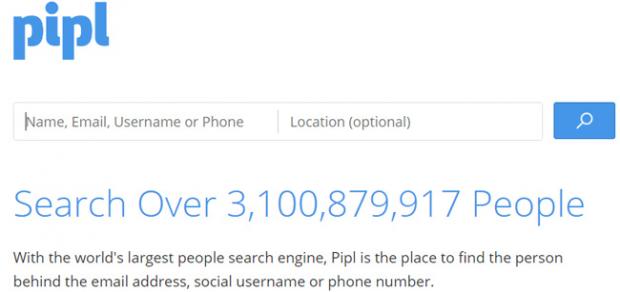 pipl
Name, Email, Username or Phone Location (optional)
Search Over 3,100,879,917 People
With the world's largest people search engine, Pipl is the place to find the person
behind the email address, social username or phone number.